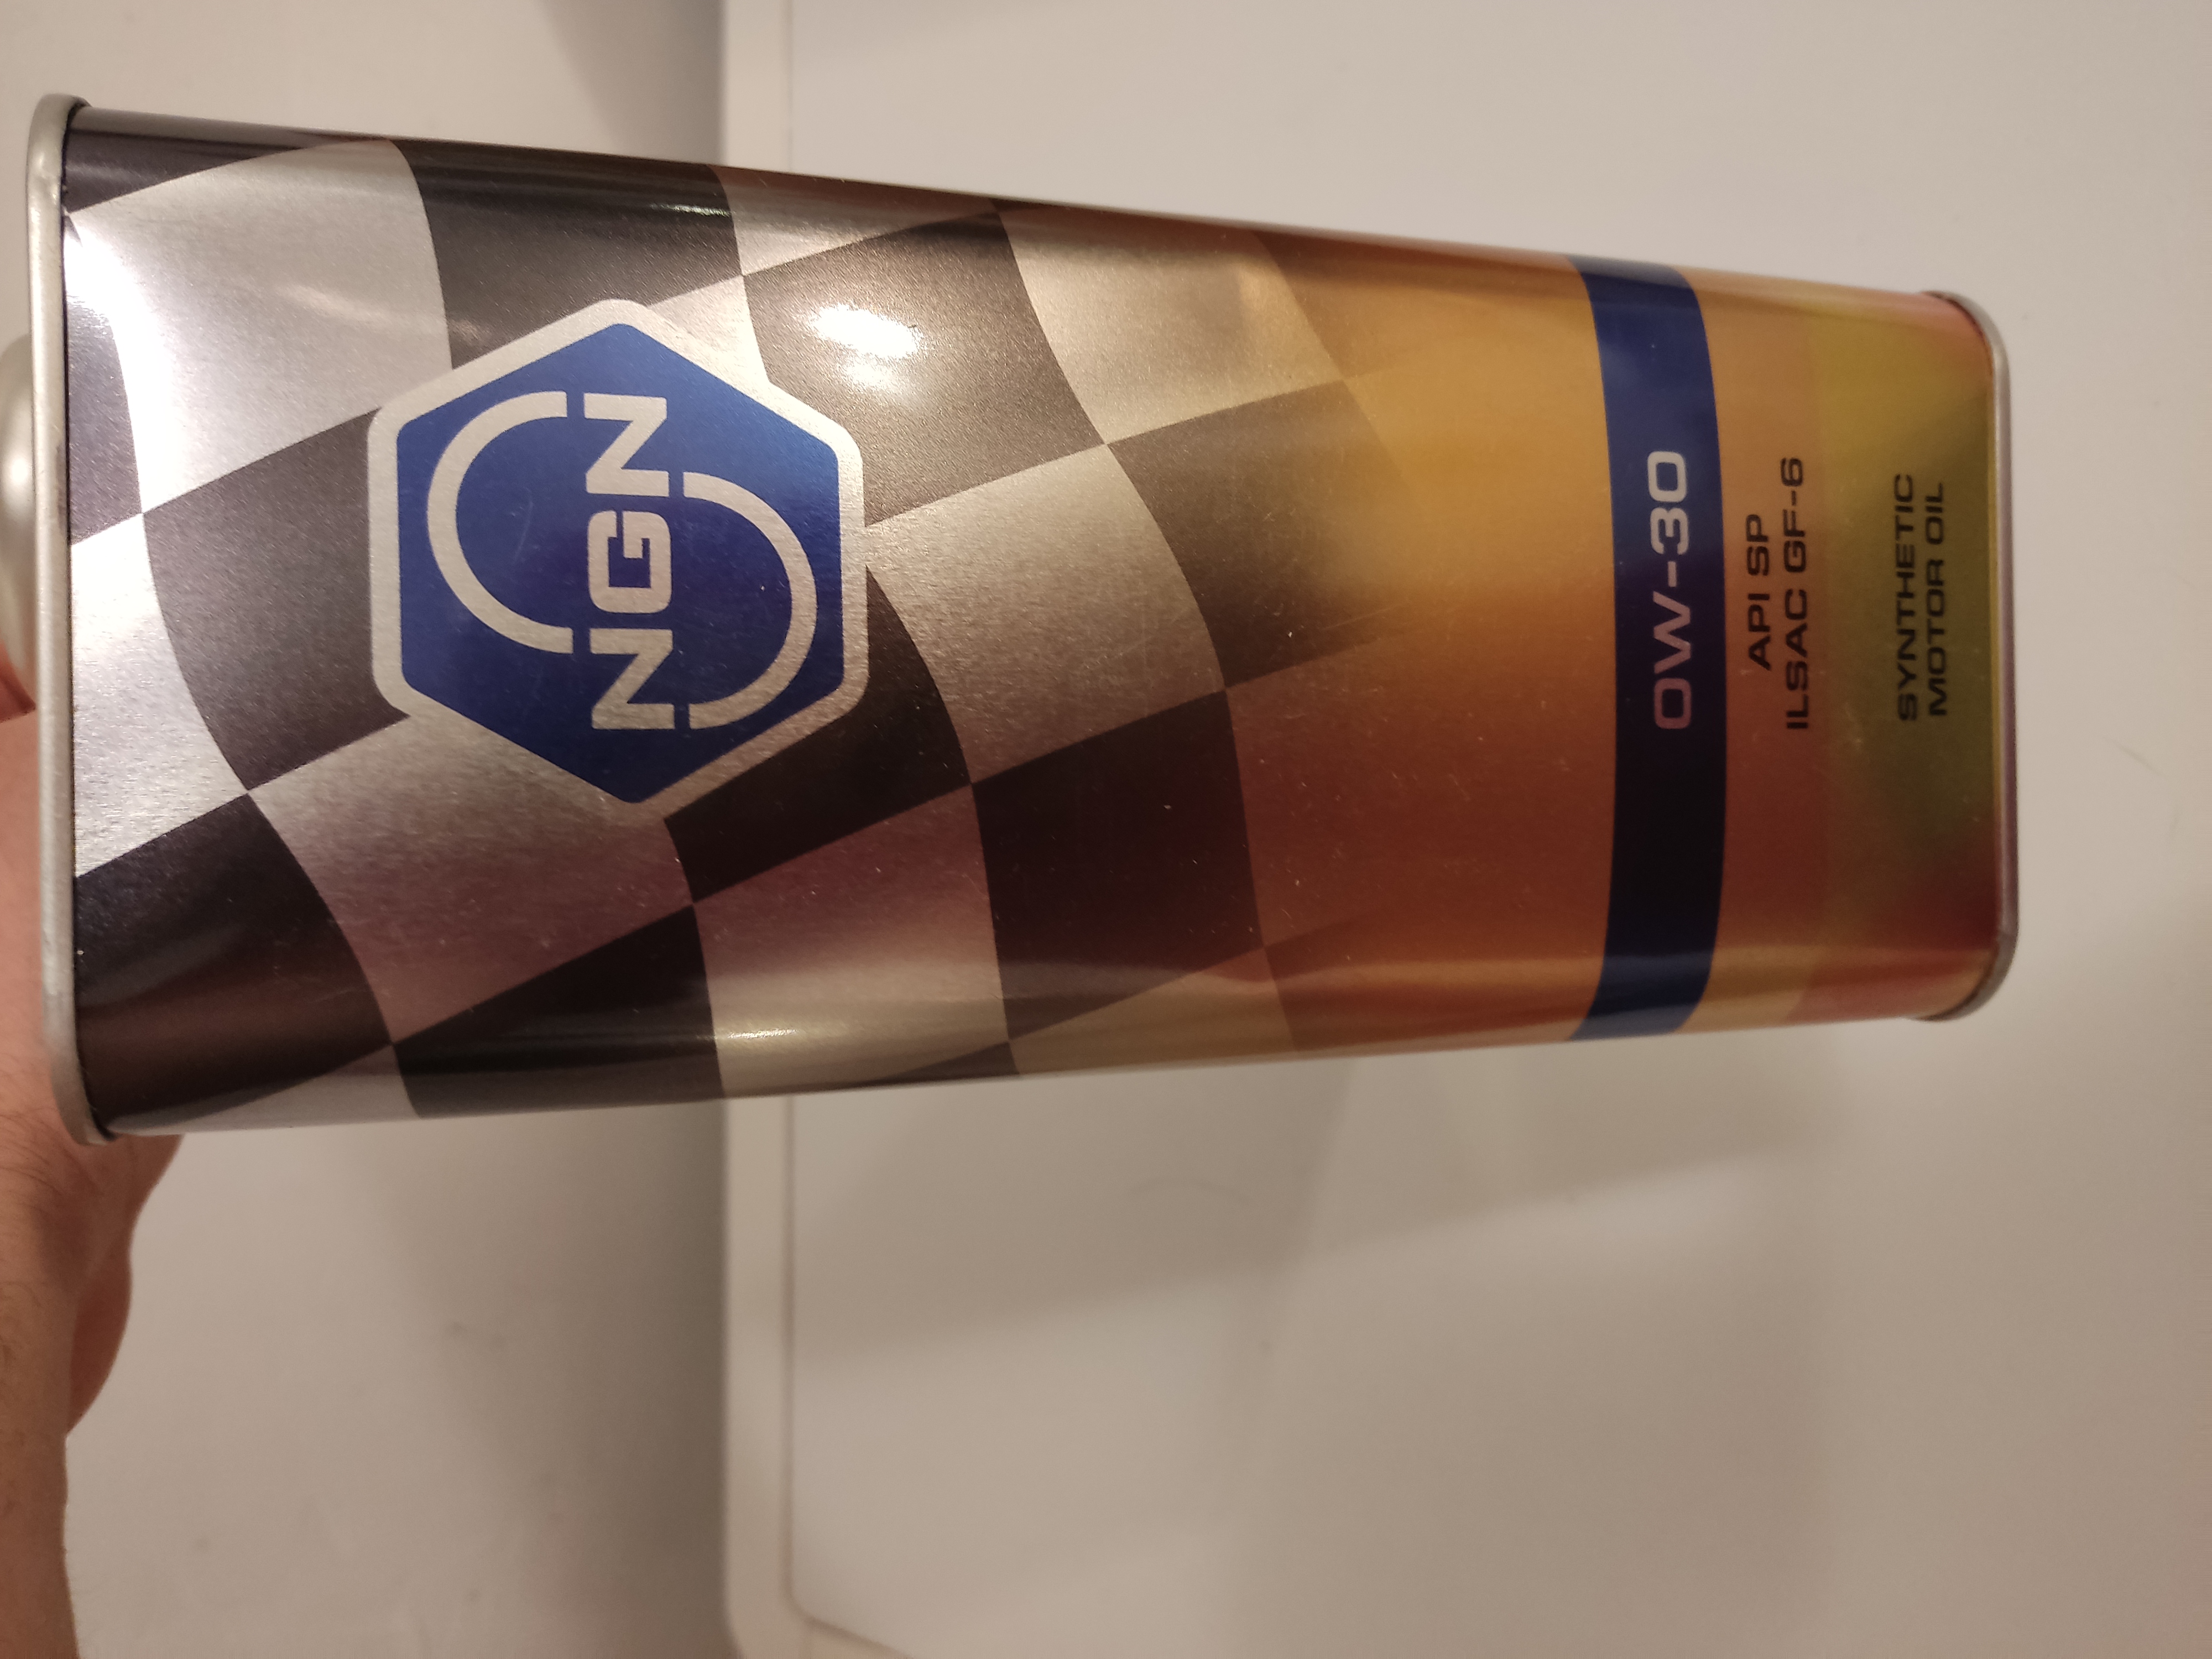 NGN
0W-30
API SP
ILSAC GF-6
SYNTHETIC
MOTOR OIL